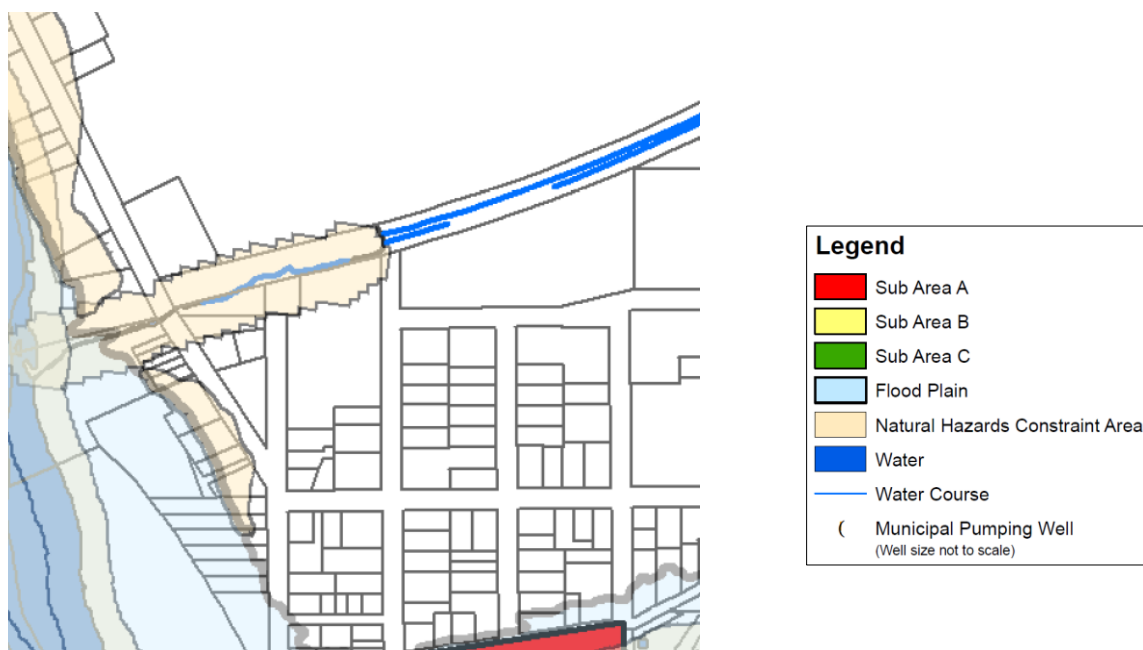 Legend
Sub Area A
Sub Area B
Sub Area C
Flood Plain
Natural Hazards Constraint Area
Water
Water Course
( Municipal Pumping Well
(Well size not to scale)